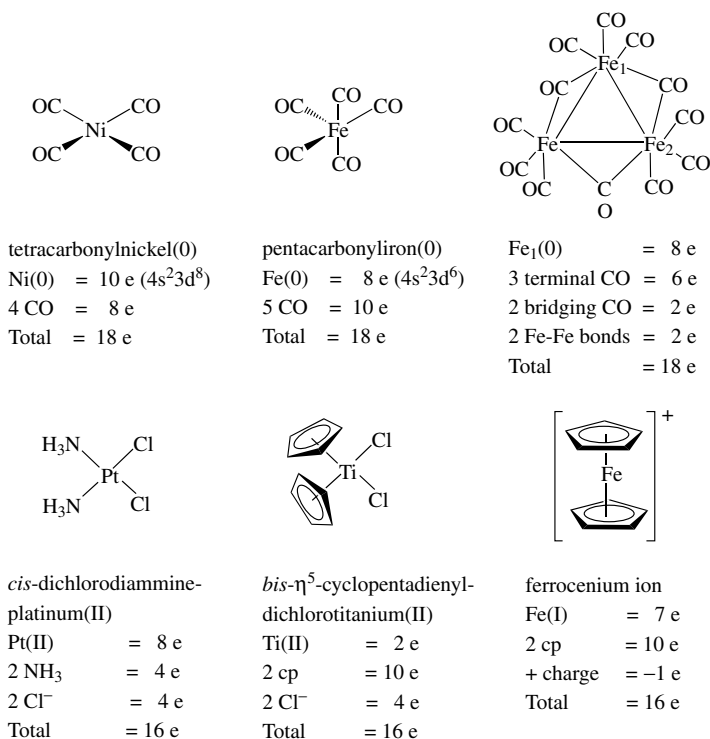 OC
CO
Ni
OC
CO
OC
CO
CO
Fe
OC
CO
CO
OC
CO
Fe1
OC
CO
OC
Fe
Fe2
CO
OC
CO
OC
CO
C
O
tetracarbonylnickel(0)
Ni(0) = 10 e (4s²3d⁸)
4 CO = 8 e
Total = 18 e
pentacarbonyliron(0)
Fe(0) = 8 e (4s²3d⁶)
5 CO = 10 e
Total = 18 e
Fe₁(0) = 8 e
3 terminal CO = 6 e
2 bridging CO = 2 e
2 Fe-Fe bonds = 2 e
Total = 18 e
H₃N
Cl
Pt
H₃N
Cl
Cl
Ti
Cl
+
Fe
cis-dichlorodiammine-
platinum(II)
Pt(II) = 8 e
2 NH₃ = 4 e
2 Cl⁻ = 4 e
Total = 16 e
bis-η⁵-cyclopentadienyl-
dichlorotitanium(II)
Ti(II) = 2 e
2 cp = 10 e
2 Cl⁻ = 4 e
Total = 16 e
ferrocenium ion
Fe(I) = 7 e
2 cp = 10 e
+ charge = −1 e
Total = 16 e